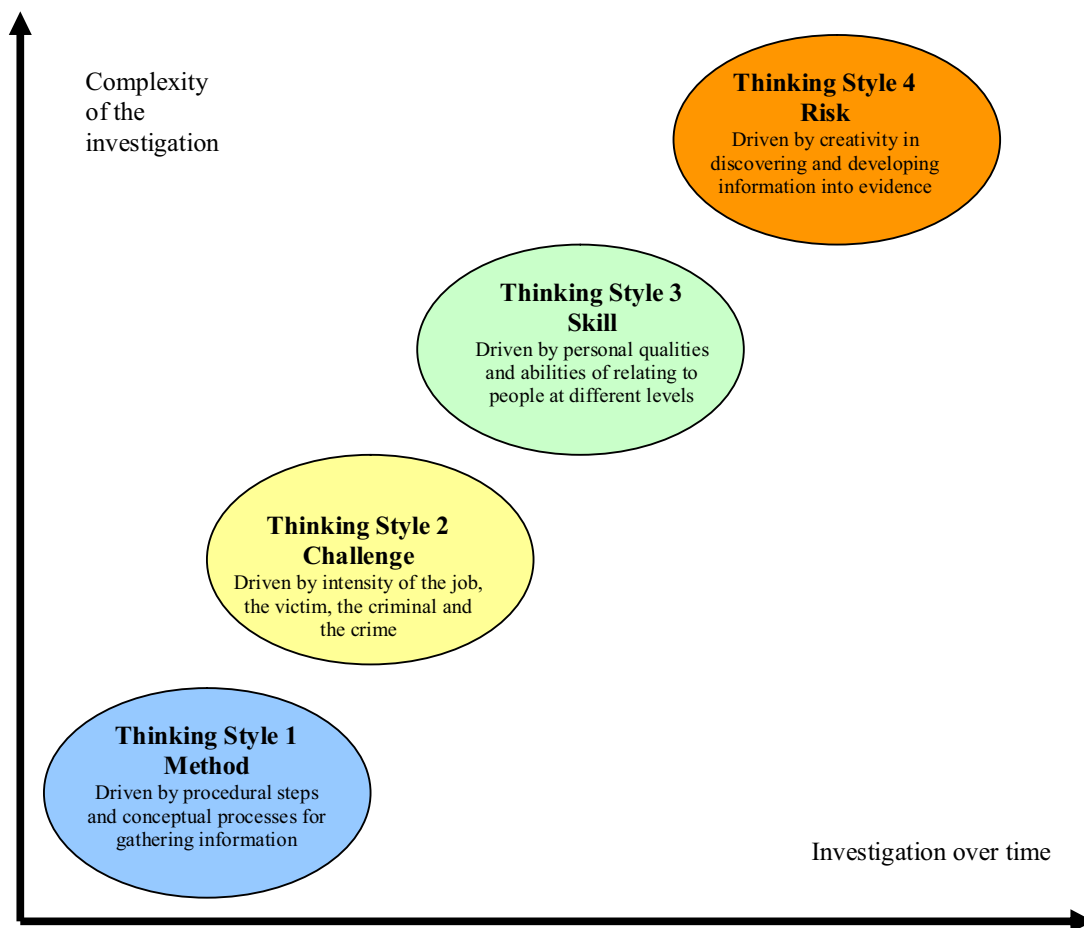 Complexity
of the
investigation
Thinking Style 4
Risk
Driven by creativity in
discovering and developing
information into evidence
Thinking Style 3
Skill
Driven by personal qualities
and abilities of relating to
people at different levels
Thinking Style 2
Challenge
Driven by intensity of the job,
the victim, the criminal and
the crime
Thinking Style 1
Method
Driven by procedural steps
and conceptual processes for
gathering information
Investigation over time